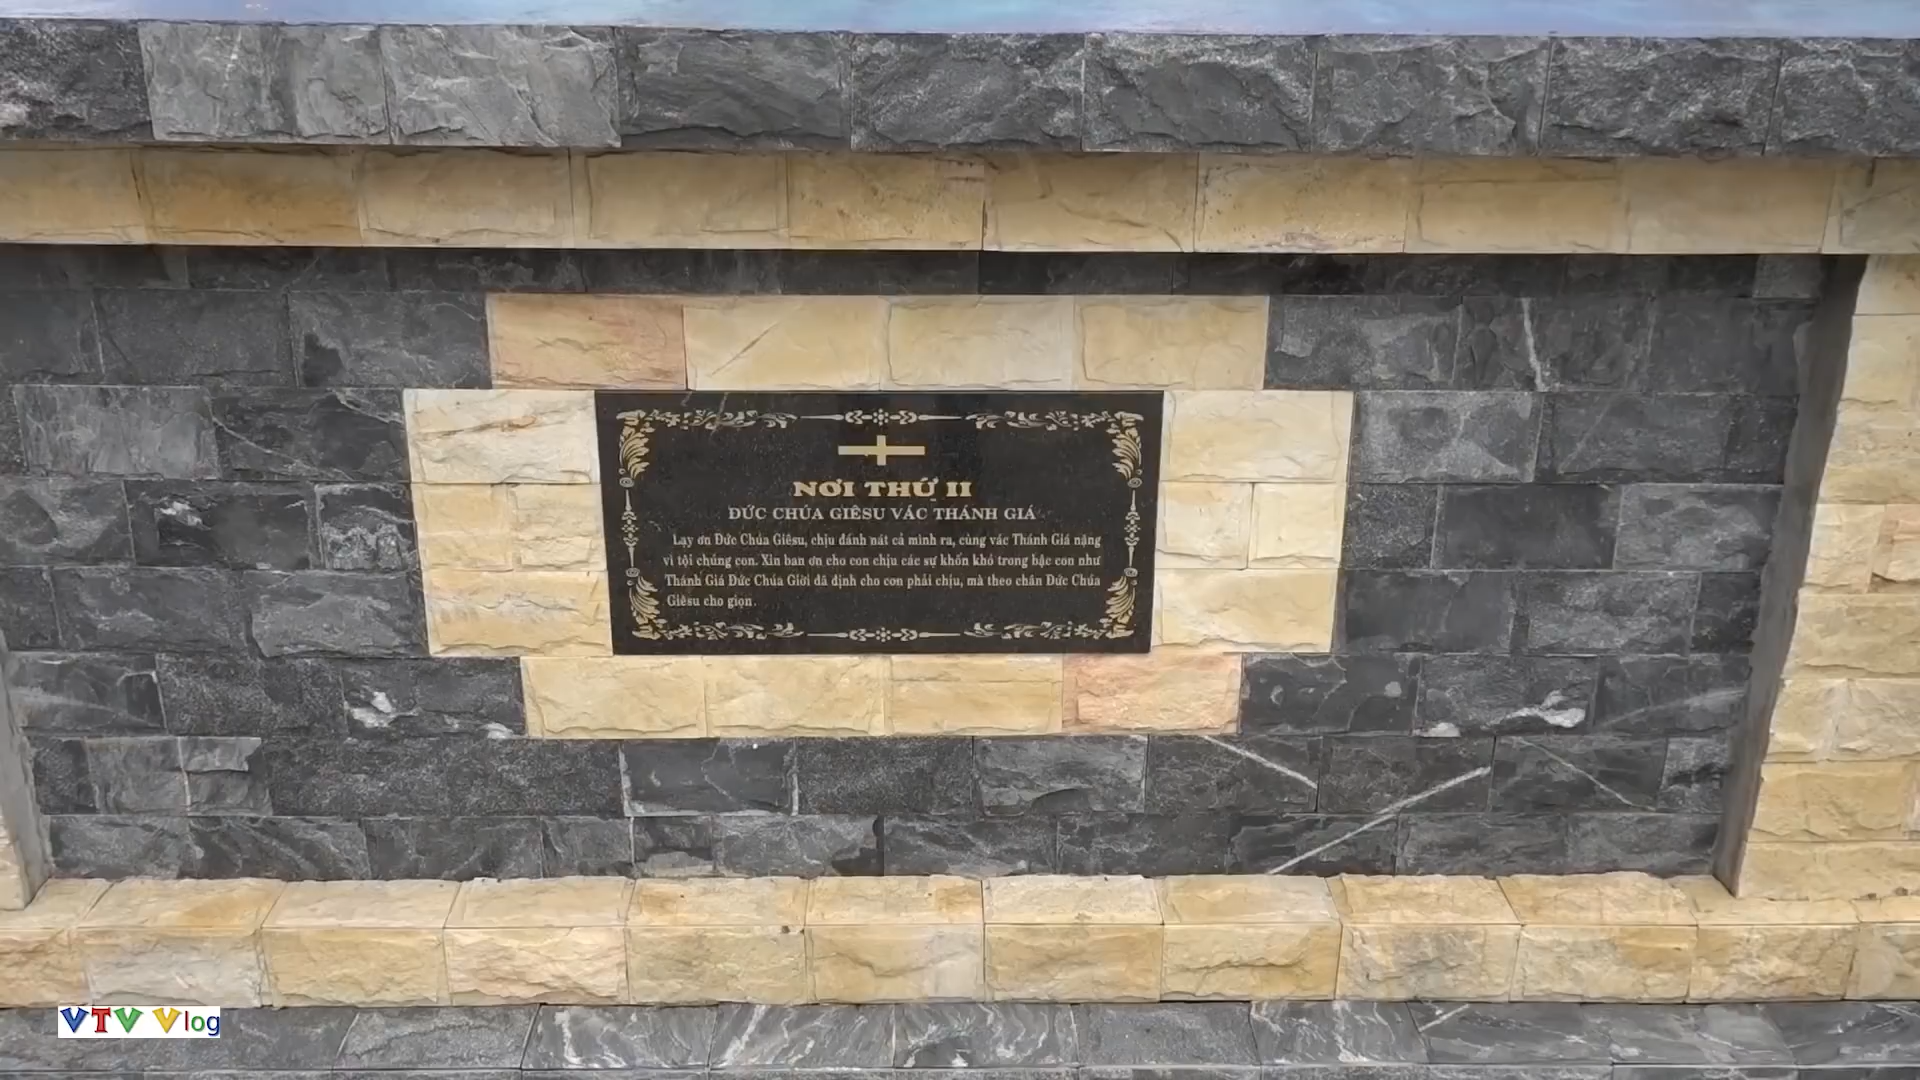 NƠI THỨ II
ĐỨC CHÚA GIÊSU VÁC THÁNH GIÁ
Lạy ơn Đức Chúa Giêsu, chịu đánh nát cả mình ra, cùng vác Thánh Giá nặng
vì tội chúng con. Xin ban ơn cho con chịu các sự khốn khó trong bậc con như
Thánh Giá Đức Chúa Giời đã định cho con phải chịu, mà theo chân Đức Chúa
Giêsu cho giọn.
VTV Vlog